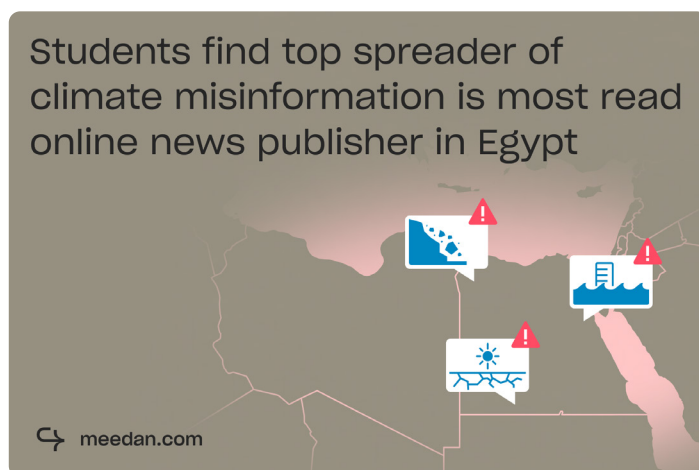 Students find top spreader of
climate misinformation is most read
online news publisher in Egypt
meedan.com